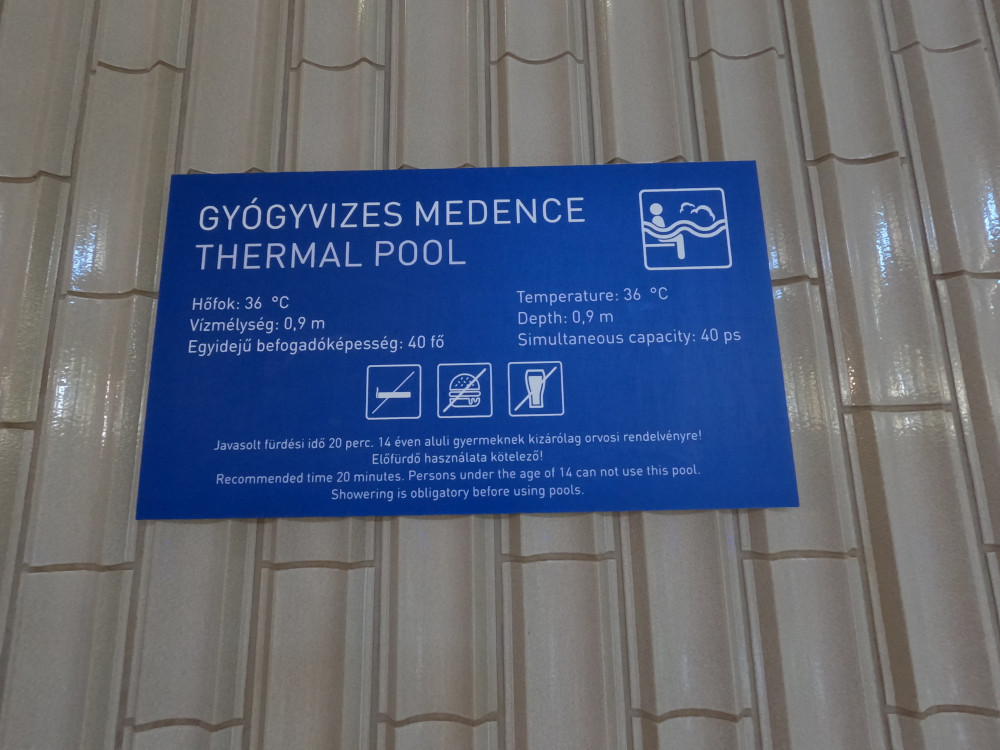 GYÓGYVIZES MEDENCE
THERMAL POOL
Hőfok: 36 °C
Vízmélység: 0,9 m
Egyidejű befogadóképesség: 40 fő
Temperature: 36 °C
Depth: 0,9 m
Simultaneous capacity: 40 ps
Javasolt fürdési idő 20 perc. 14 éven aluli gyermeknek kizárólag orvosi rendelvényre!
Előfürdő használata kötelező!
Recommended time 20 minutes. Persons under the age of 14 can not use this pool.
Showering is obligatory before using pools.